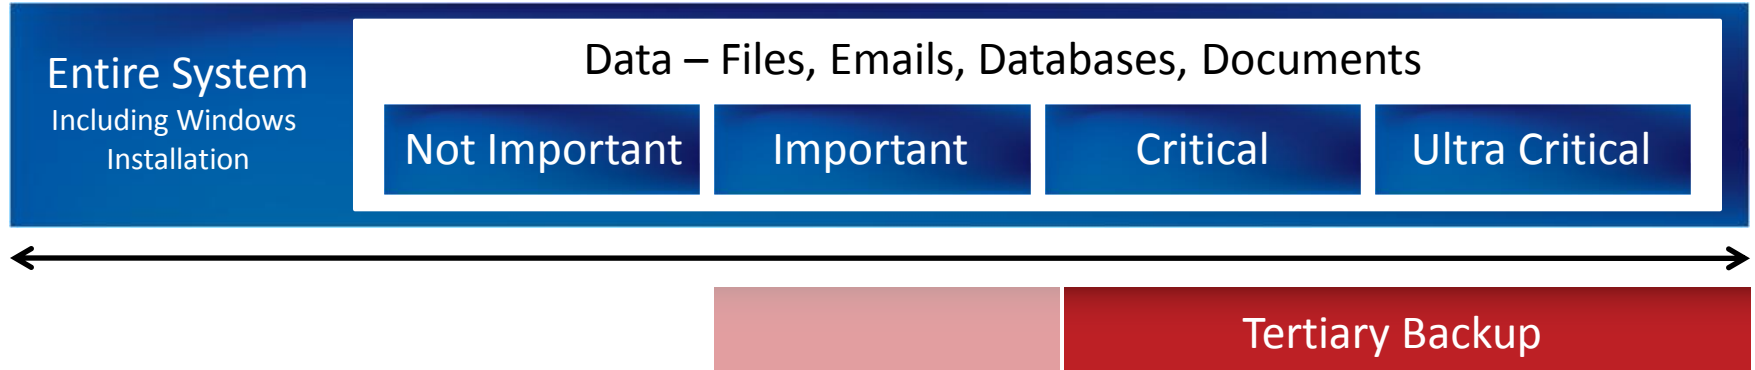 Entire System
Including Windows
Installation
Data – Files, Emails, Databases, Documents
Not Important
Important
Critical
Ultra Critical
Tertiary Backup